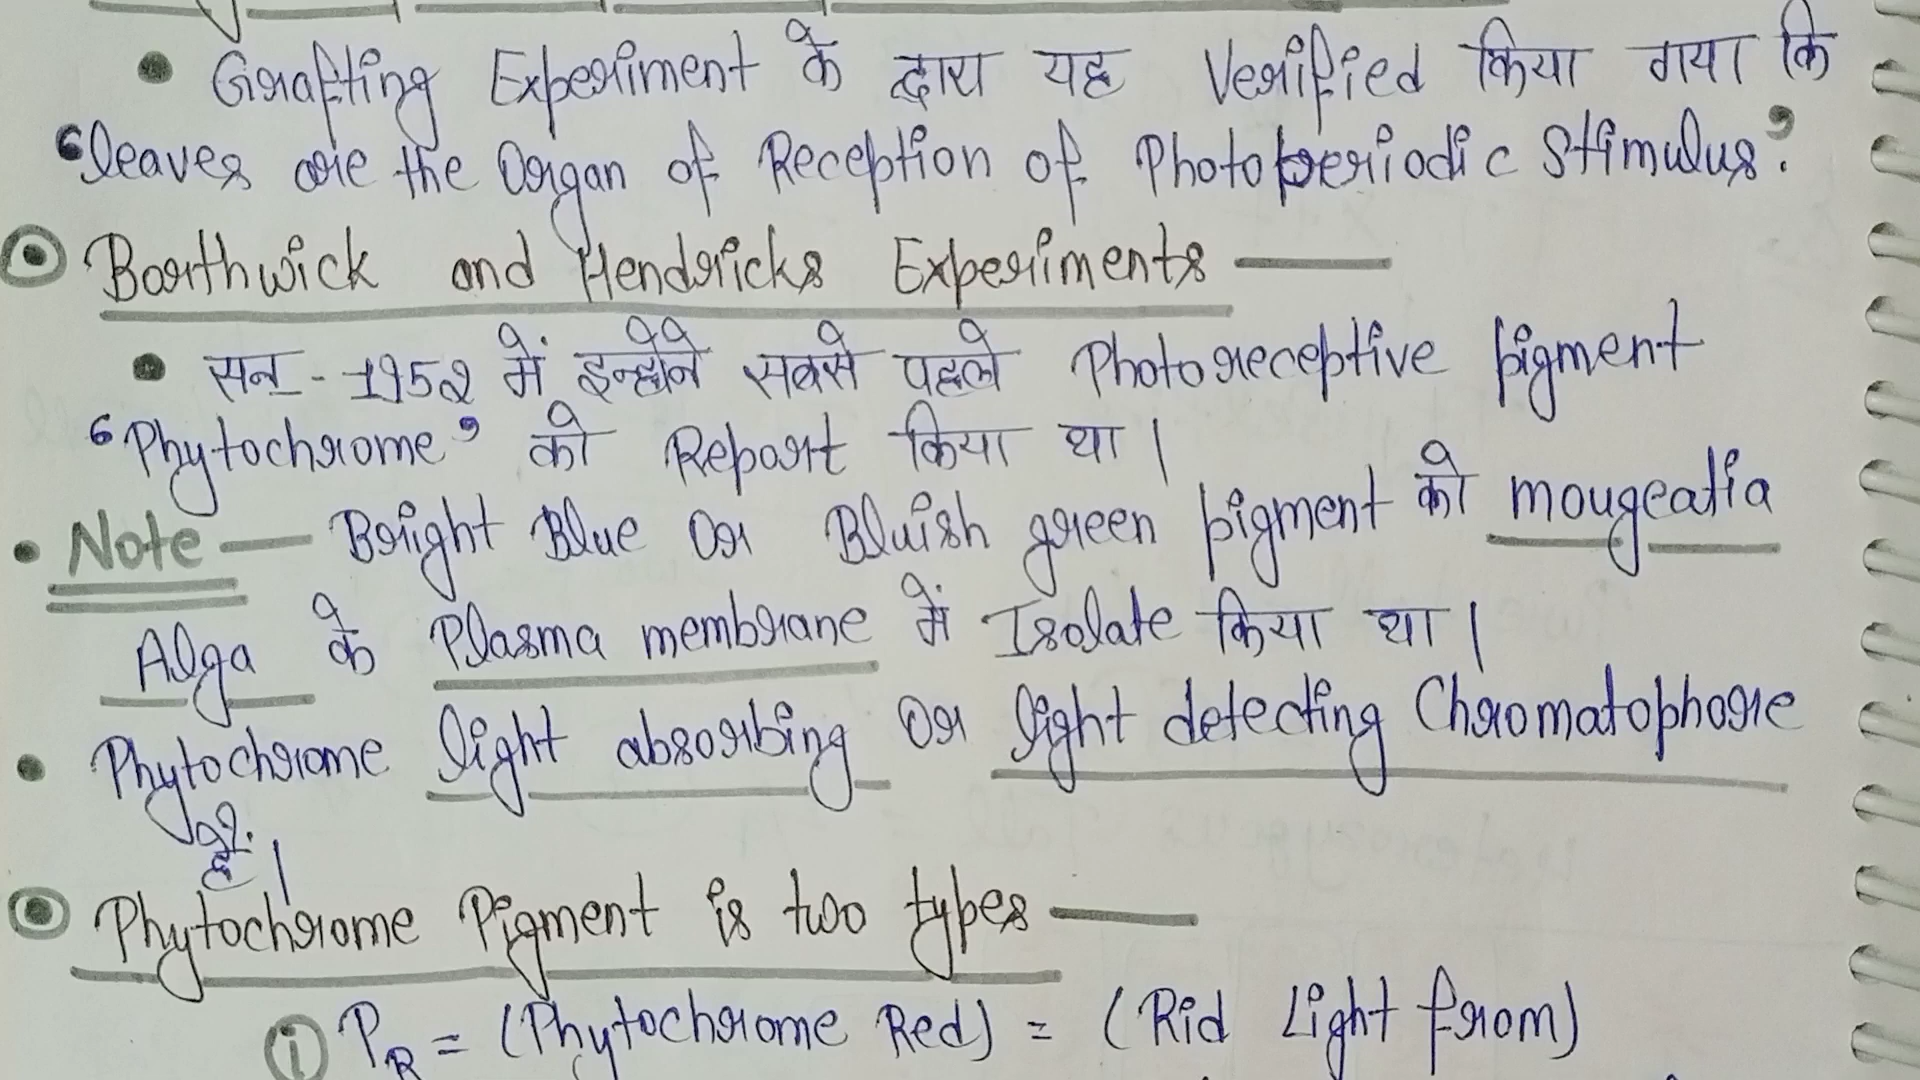 • Grafting Experiment के द्वारा यह Verified किया गया कि
‘leaves are the Organ of Reception of Photoperiodic Stimulus’.
Borthwick and Hendricks Experiments —
• सन् - 1952 में इन्होंने सबसे पहले Photoreceptive pigment
‘Phytochrome’ को Report किया था।
• Note — Bright Blue Or Bluish green pigment को mougeatia
Alga के Plasma membrane में Isolate किया था।
• Phytochrome light absorbing Or light detecting Chromatophore
है।
Phytochrome Pigment is two types —
(i) PR = (Phytochrome Red) = (Rid Light from)